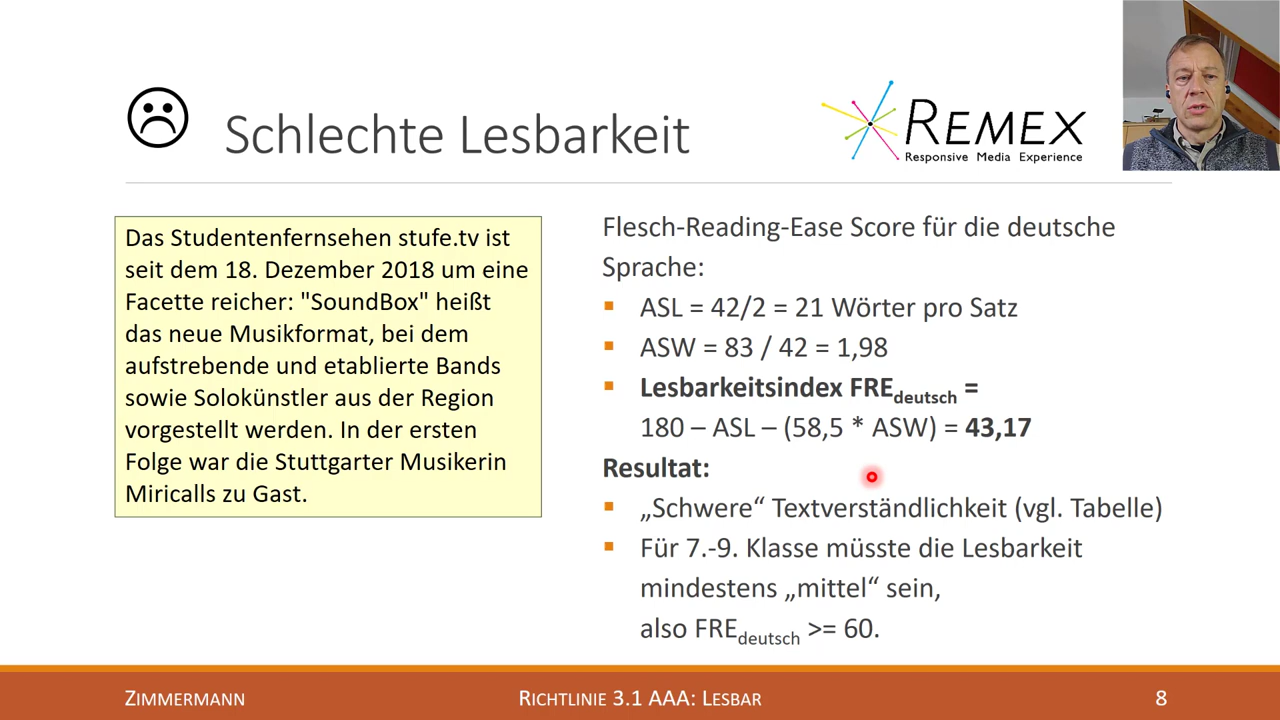 Schlechte Lesbarkeit
REMEX
Responsive Media Experience
Das Studentenfernsehen stufe.tv ist
seit dem 18. Dezember 2018 um eine
Facette reicher: "SoundBox" heißt
das neue Musikformat, bei dem
aufstrebende und etablierte Bands
sowie Solokünstler aus der Region
vorgestellt werden. In der ersten
Folge war die Stuttgarter Musikerin
Miricalls zu Gast.
Flesch-Reading-Ease Score für die deutsche
Sprache:
▪ ASL = 42/2 = 21 Wörter pro Satz
▪ ASW = 83 / 42 = 1,98
▪ Lesbarkeitsindex FREdeutsch =
180 – ASL – (58,5 * ASW) = 43,17
Resultat:
▪ „Schwere“ Textverständlichkeit (vgl. Tabelle)
▪ Für 7.-9. Klasse müsste die Lesbarkeit
mindestens „mittel“ sein,
also FREdeutsch >= 60.
ZIMMERMANN
RICHTLINIE 3.1 AAA: LESBAR
8